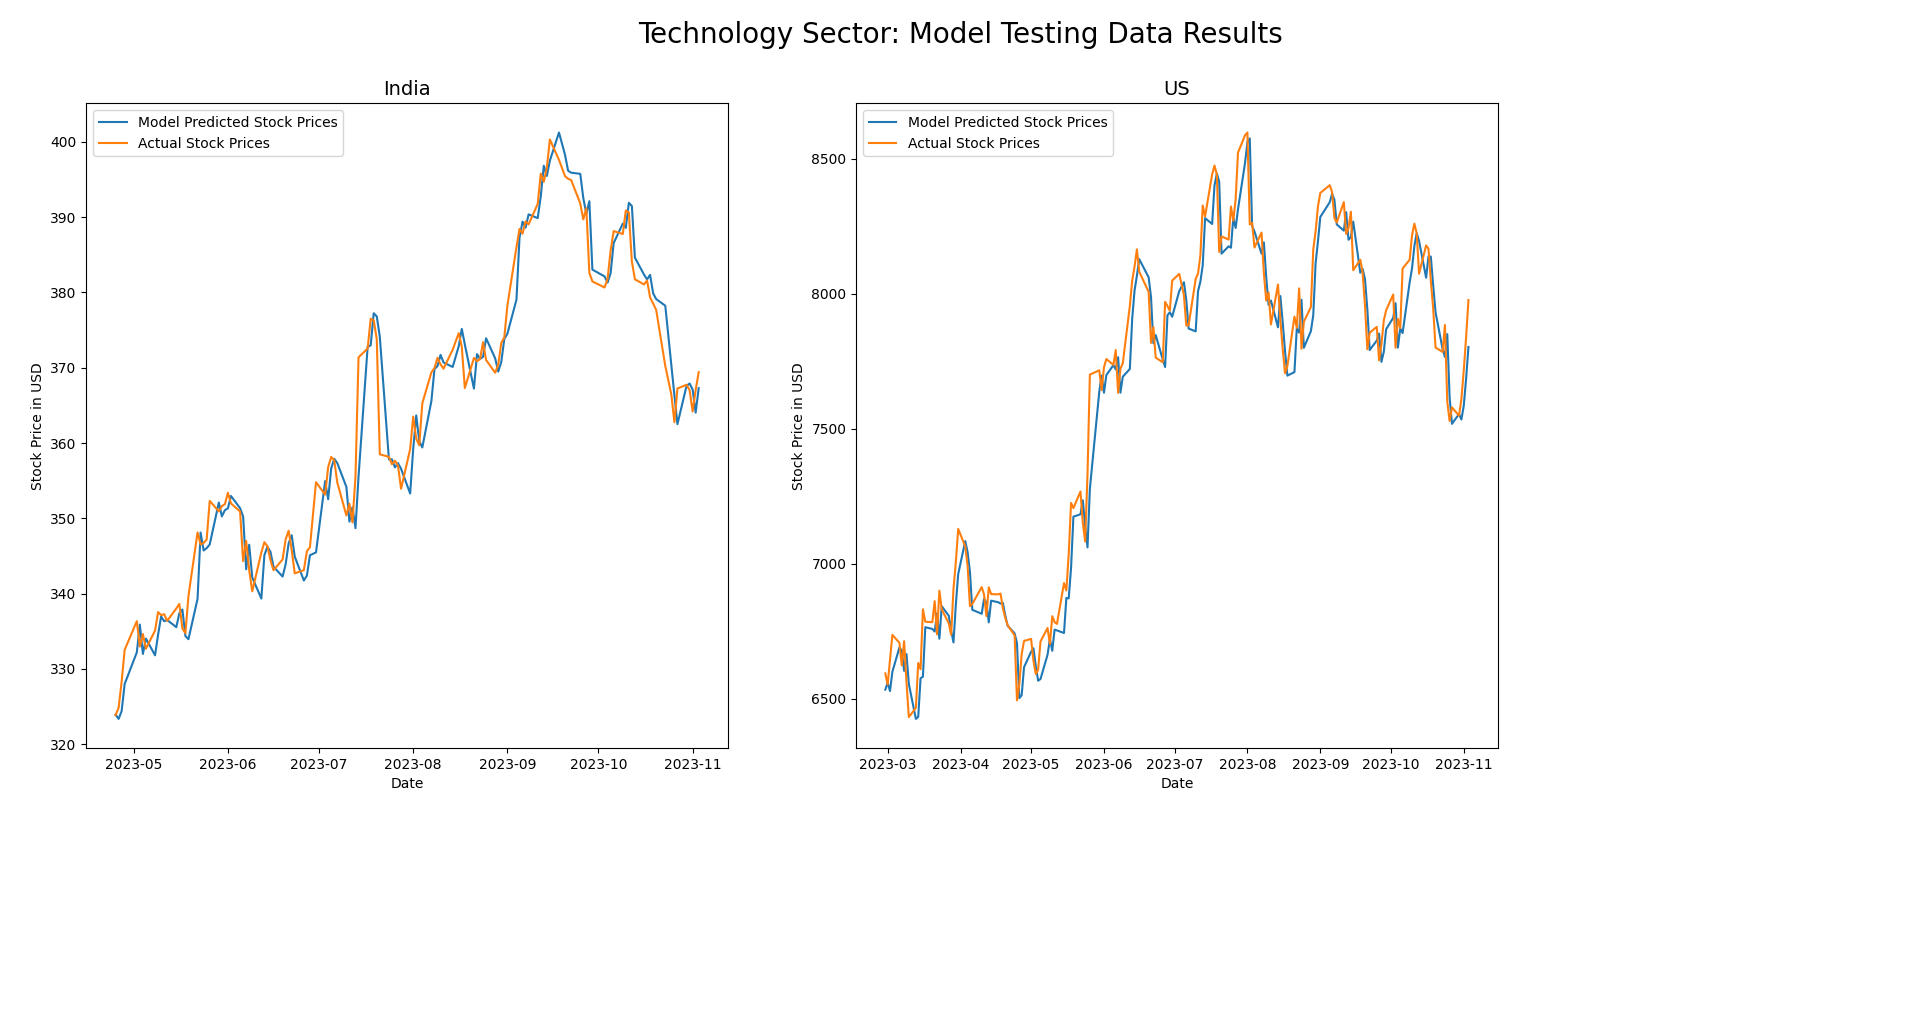 Technology Sector: Model Testing Data Results
India
Model Predicted Stock Prices
Actual Stock Prices
Stock Price in USD
400
390
380
370
360
350
340
330
320
2023-05 2023-06 2023-07 2023-08 2023-09 2023-10 2023-11
Date
US
Model Predicted Stock Prices
Actual Stock Prices
Stock Price in USD
8500
8000
7500
7000
6500
2023-03 2023-04 2023-05 2023-06 2023-07 2023-08 2023-09 2023-10 2023-11
Date